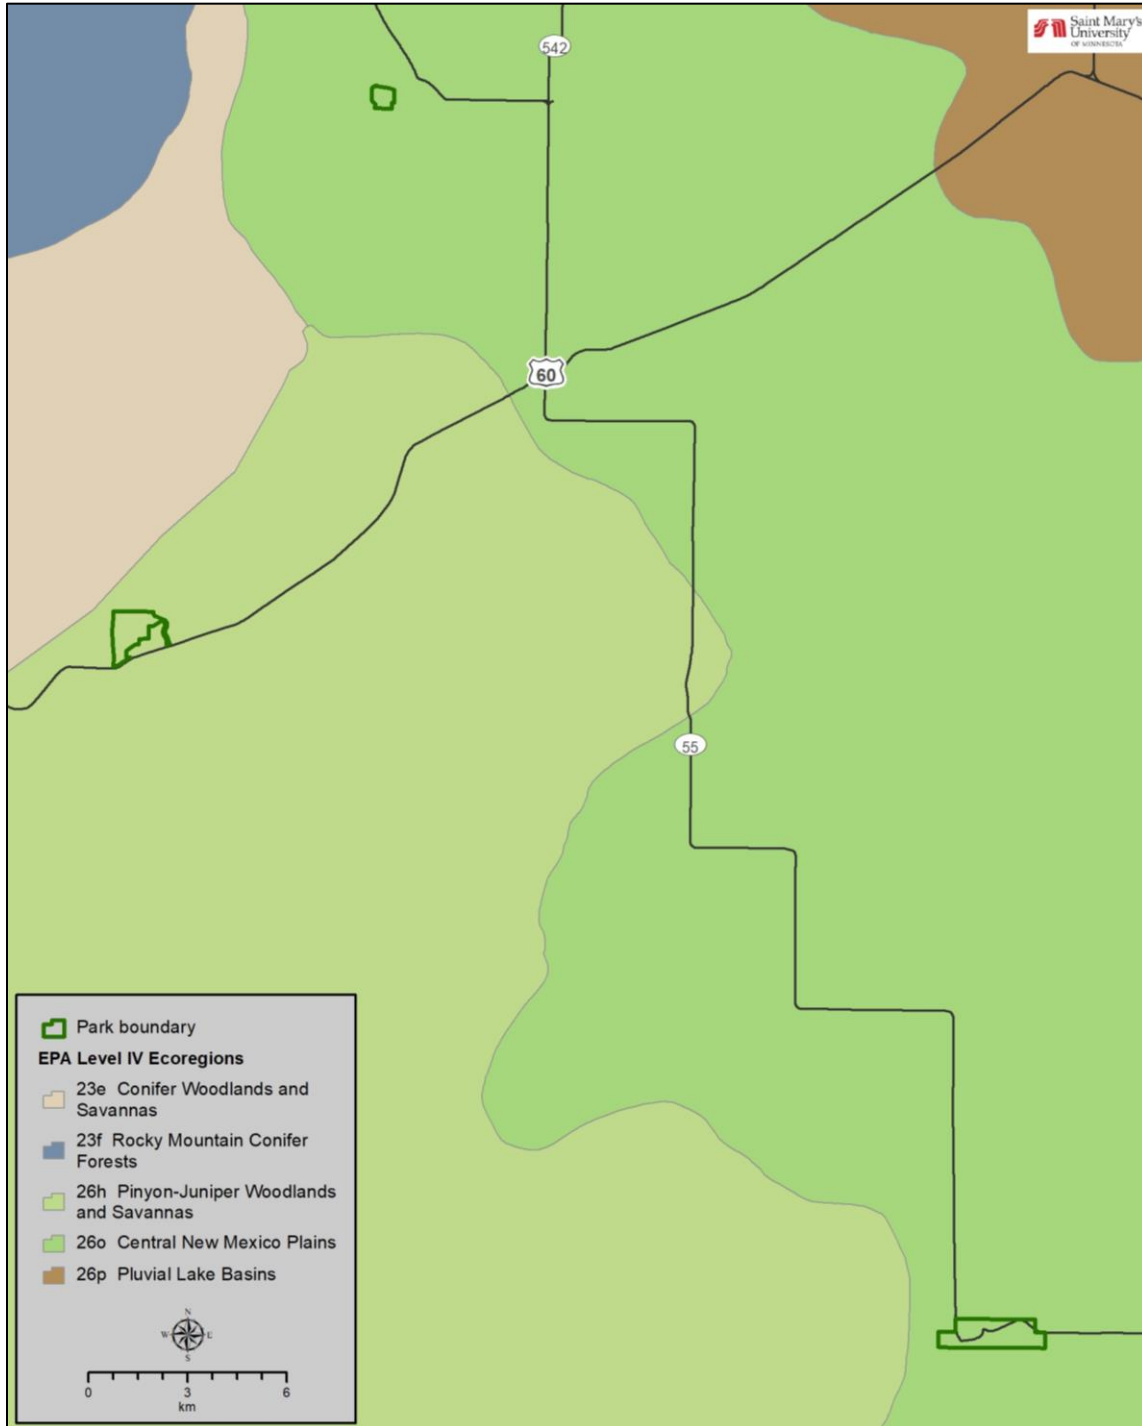 Saint Mary's
University
OF MINNESOTA
542
60
55
Park boundary
EPA Level IV Ecoregions
23e Conifer Woodlands and
Savannas
23f Rocky Mountain Conifer
Forests
26h Pinyon-Juniper Woodlands
and Savannas
26o Central New Mexico Plains
26p Pluvial Lake Basins
N
W E
S
0 3 6
km